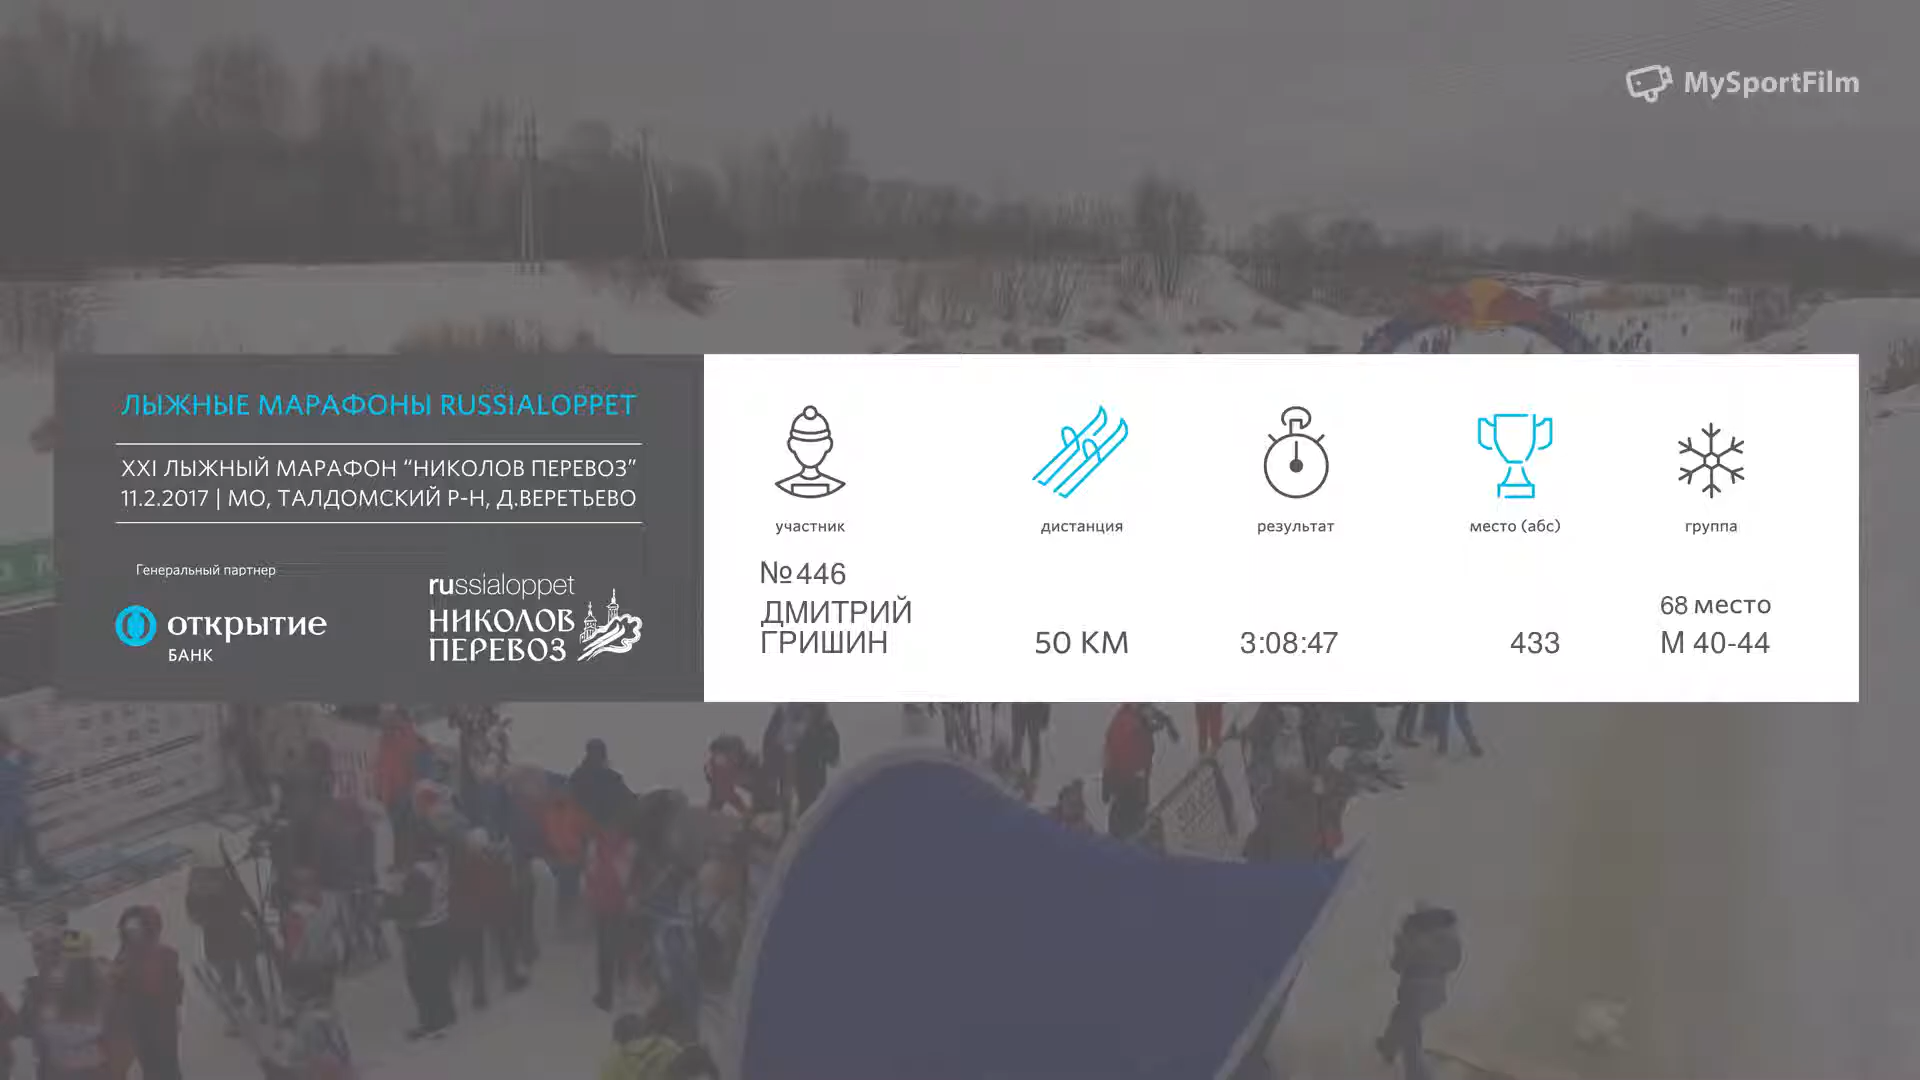 MySportFilm
ЛЫЖНЫЕ МАРАФОНЫ RUSSIALOPPET
XXI ЛЫЖНЫЙ МАРАФОН “НИКОЛОВ ПЕРЕВОЗ”
11.2.2017 | МО, ТАЛДОМСКИЙ Р-Н, Д.ВЕРЕТЬЕВО
Генеральный партнер
открытие
БАНК
russialoppet
НИКОЛОВ
ПЕРЕВОЗ
участник
№446
ДМИТРИЙ
ГРИШИН
дистанция
50 КМ
результат
3:08:47
место (абс)
433
группа
68 место
М 40-44